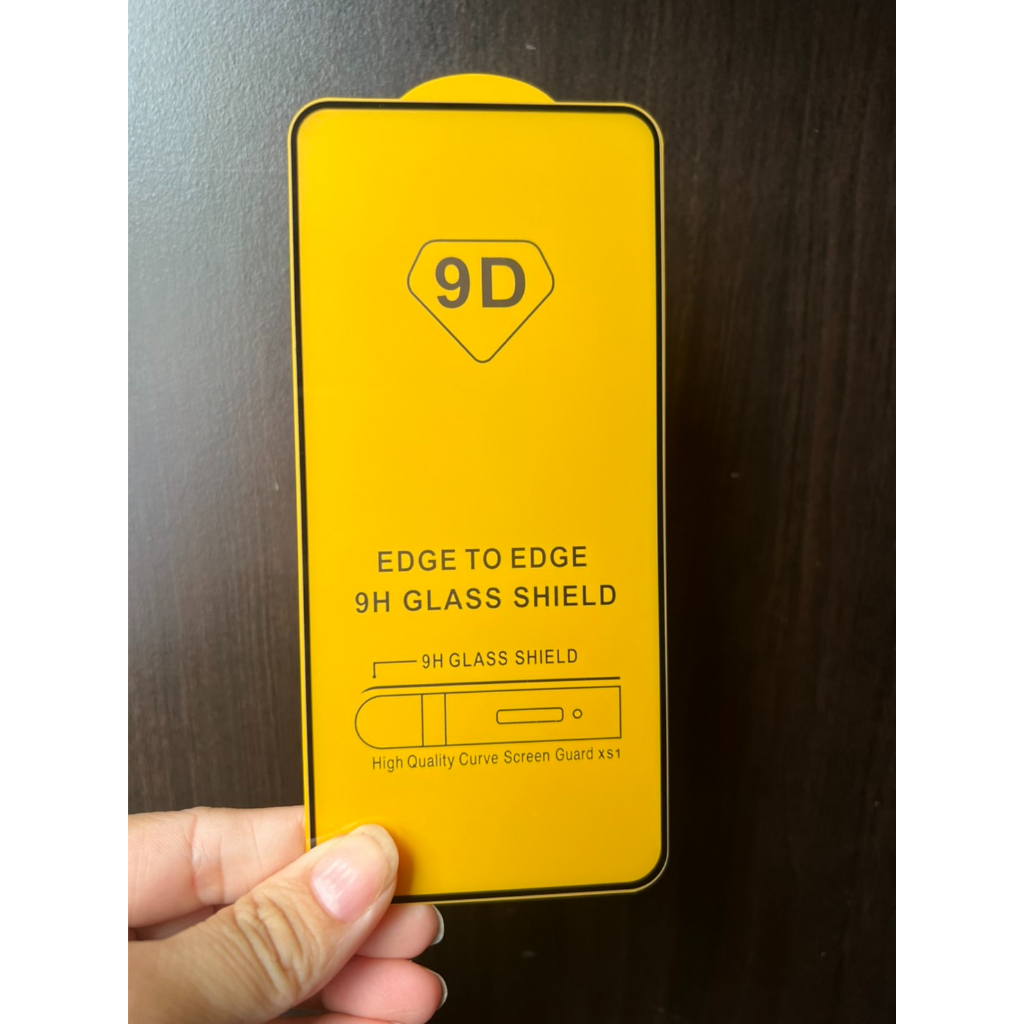 9D
EDGE TO EDGE
9H GLASS SHIELD
9H GLASS SHIELD
High Quality Curve Screen Guard XS1